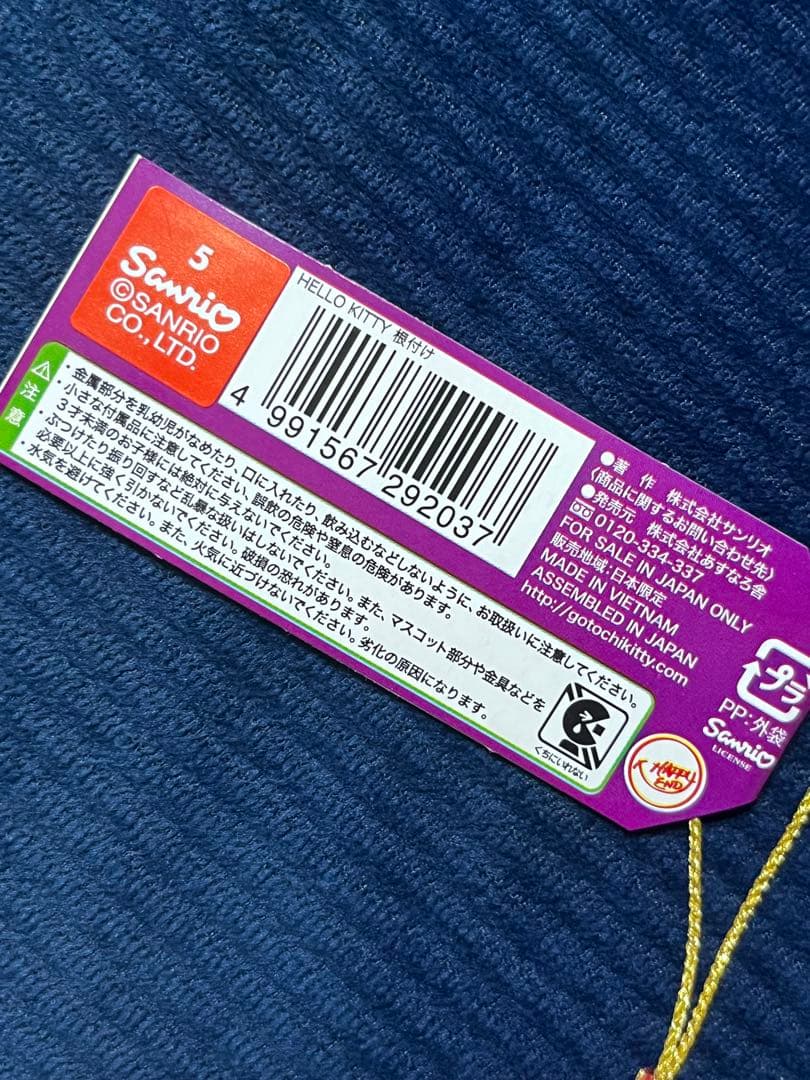 5
Sanrio
©SANRIO
CO., LTD.
HELLO KITTY 根付け
4 991567 292037
注意
・金属部分を乳幼児がなめたり、口に入れたり、飲み込むなどしないように、お取扱いに注意してください。
・小さな付属品に注意してください。誤飲の危険や窒息の危険があります。
3才未満のお子様には絶対に与えないでください。
・ぶつけたり振り回すなど乱暴な扱いはしないでください。また、マスコット部分や金具などを
必要以上に強く引かないでください。破損の恐れがあります。
・水気を避けてください。また、火気に近づけないでください。劣化の原因になります。
くちにいれない
●著 作 株式会社サンリオ
〈商品に関するお問い合わせ先〉
●発売元 株式会社あすなろ舎
0120-334-337
FOR SALE IN JAPAN ONLY
販売地域:日本限定
MADE IN VIETNAM
ASSEMBLED IN JAPAN
http://gotochikitty.com
プラ
PP:外袋
Sanrio
LICENSE
HAPPY
END